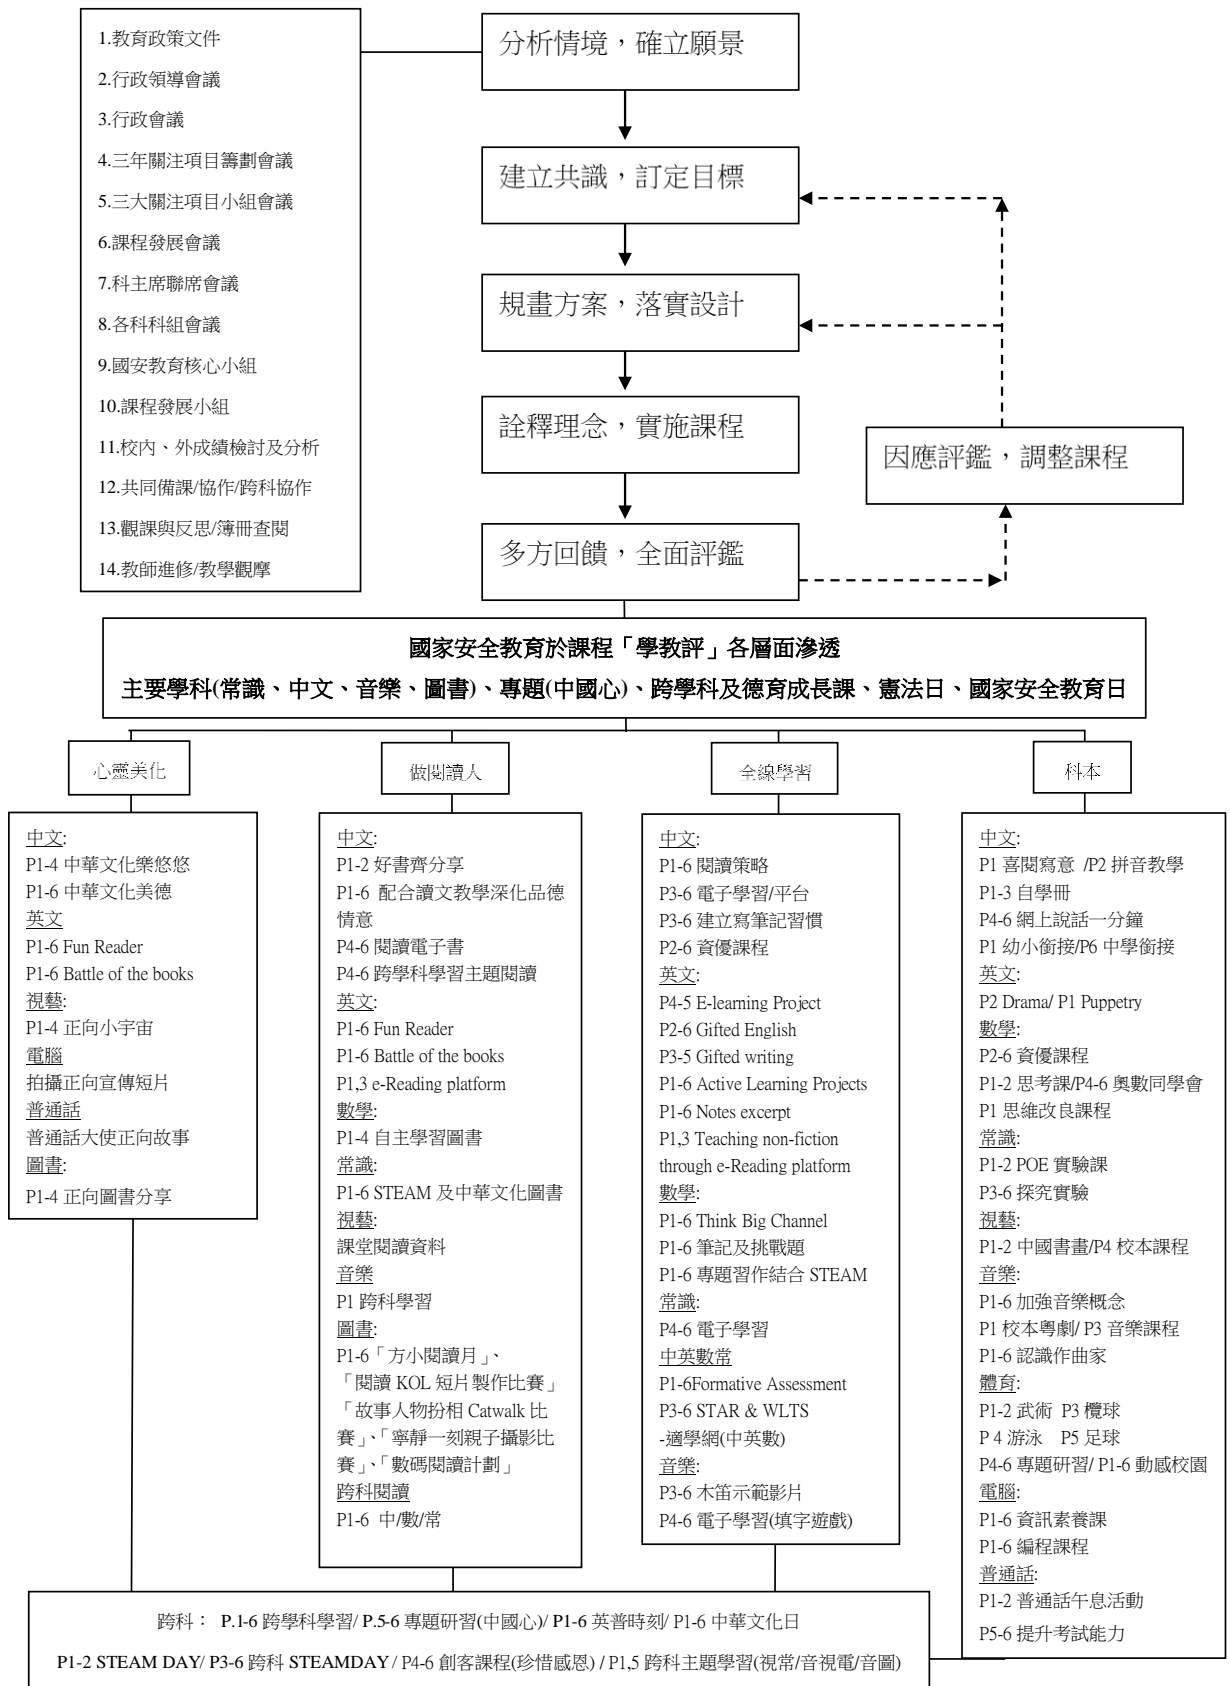 1.教育政策文件
2.行政領導會議
3.行政會議
4.三年關注項目籌劃會議
5.三大關注項目小組會議
6.課程發展會議
7.科主席聯席會議
8.各科科組會議
9.國安教育核心小組
10.課程發展小組
11.校內、外成績檢討及分析
12.共同備課/協作/跨科協作
13.觀課與反思/簿冊查閱
14.教師進修/教學觀摩
分析情境，確立願景
建立共識，訂定目標
規畫方案，落實設計
詮釋理念，實施課程
多方回饋，全面評鑑
因應評鑑，調整課程
國家安全教育於課程「學教評」各層面滲透
主要學科(常識、中文、音樂、圖書)、專題(中國心)、跨學科及德育成長課、憲法日、國家安全教育日
心靈美化
中文:
P1-4 中華文化樂悠悠
P1-6 中華文化美德
英文
P1-6 Fun Reader
P1-6 Battle of the books
視藝:
P1-4 正向小宇宙
電腦
拍攝正向宣傳短片
普通話
普通話大使正向故事
圖書:
P1-4 正向圖書分享
做閱讀人
中文:
P1-2 好書齊分享
P1-6 配合讀文教學深化品德
情意
P4-6 閱讀電子書
P4-6 跨學科學習主題閱讀
英文:
P1-6 Fun Reader
P1-6 Battle of the books
P1,3 e-Reading platform
數學:
P1-4 自主學習圖書
常識:
P1-6 STEAM 及中華文化圖書
視藝:
課堂閱讀資料
音樂
P1 跨科學習
圖書:
P1-6「方小閱讀月」、
「閱讀 KOL 短片製作比賽」
「故事人物扮相 Catwalk 比
賽」、「寧靜一刻親子攝影比
賽」、「數碼閱讀計劃」
跨科閱讀
P1-6 中/數/常
全線學習
中文:
P1-6 閱讀策略
P3-6 電子學習/平台
P3-6 建立寫筆記習慣
P2-6 資優課程
英文:
P4-5 E-learning Project
P2-6 Gifted English
P3-5 Gifted writing
P1-6 Active Learning Projects
P1-6 Notes excerpt
P1,3 Teaching non-fiction
through e-Reading platform
數學:
P1-6 Think Big Channel
P1-6 筆記及挑戰題
P1-6 專題習作結合 STEAM
常識:
P4-6 電子學習
中英數常
P1-6Formative Assessment
P3-6 STAR & WLTS
-適學網(中英數)
音樂:
P3-6 木笛示範影片
P4-6 電子學習(填字遊戲)
科本
中文:
P1 喜閱寫意 /P2 拼音教學
P1-3 自學冊
P4-6 網上說話一分鐘
P1 幼小銜接/P6 中學銜接
英文:
P2 Drama/ P1 Puppetry
數學:
P2-6 資優課程
P1-2 思考課/P4-6 奧數同學會
P1 思維改良課程
常識:
P1-2 POE 實驗課
P3-6 探究實驗
視藝:
P1-2 中國書畫/P4 校本課程
音樂:
P1-6 加強音樂概念
P1 校本粵劇/ P3 音樂課程
P1-6 認識作曲家
體育:
P1-2 武術 P3 欖球
P 4 游泳 P5 足球
P4-6 專題研習/ P1-6 動感校園
電腦:
P1-6 資訊素養課
P1-6 編程課程
普通話:
P1-2 普通話午息活動
P5-6 提升考試能力
跨科： P.1-6 跨學科學習/ P.5-6 專題研習(中國心)/ P1-6 英普時刻/ P1-6 中華文化日
P1-2 STEAM DAY/ P3-6 跨科 STEAMDAY / P4-6 創客課程(珍惜感恩) / P1,5 跨科主題學習(視常/音視電/音圖)